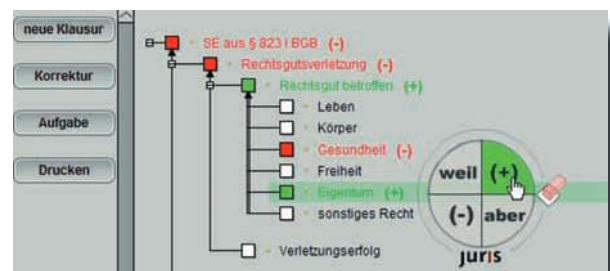 neue Klausur
Korrektur
Aufgabe
Drucken
SE aus § 823 I BGB (-)
Rechtsgutsverletzung (-)
Rechtsgut betroffen (+)
Leben
Körper
Gesundheit (-)
Freiheit
Eigentum (+)
sonstiges Recht
Verletzungserfolg
weil (+)
(-) aber
juris